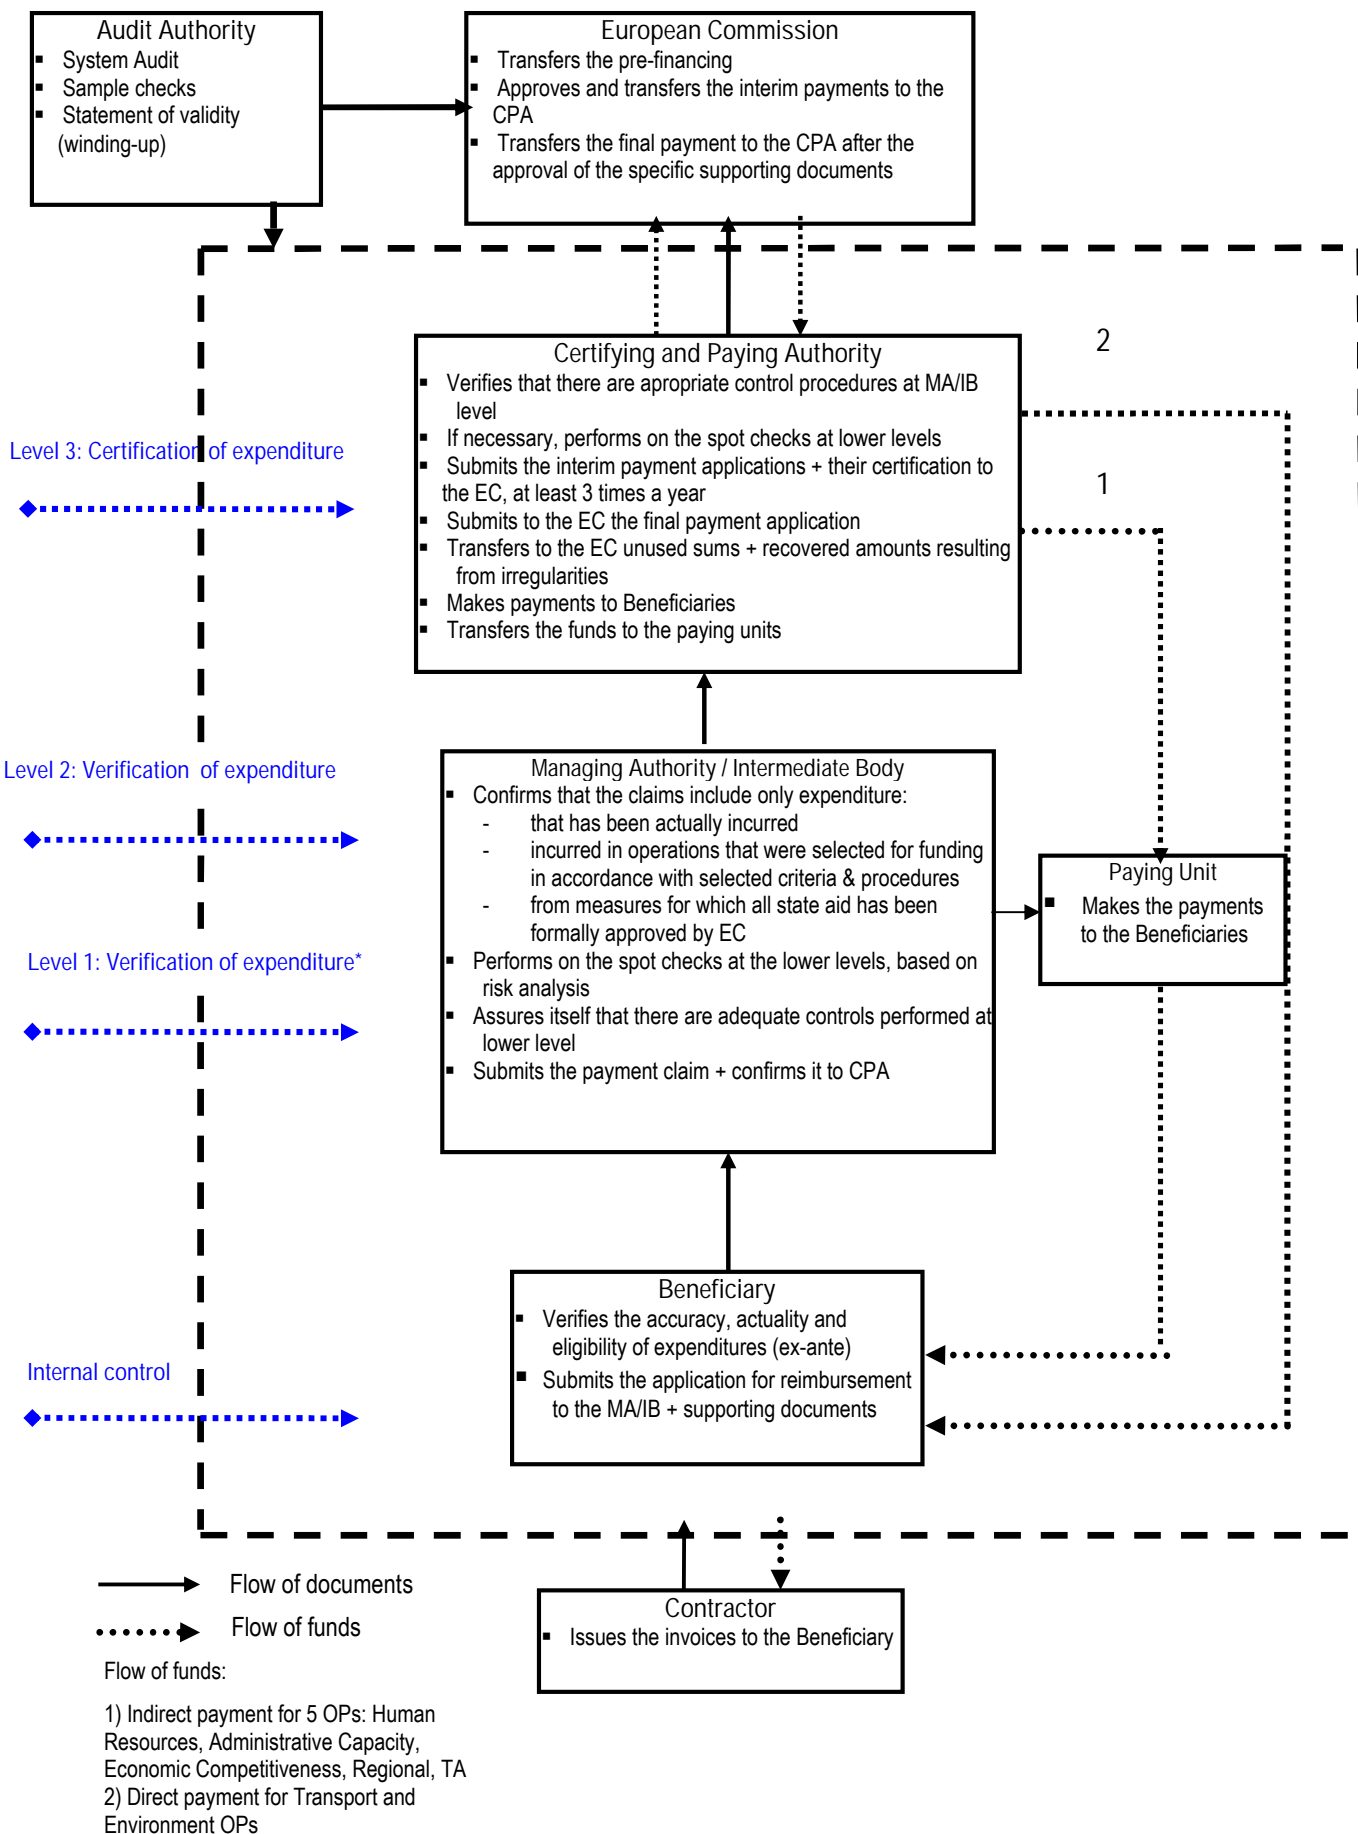 Audit Authority
▪ System Audit
▪ Sample checks
▪ Statement of validity
(winding-up)
European Commission
▪ Transfers the pre-financing
▪ Approves and transfers the interim payments to the
CPA
▪ Transfers the final payment to the CPA after the
approval of the specific supporting documents
2
Certifying and Paying Authority
▪ Verifies that there are apropriate control procedures at MA/IB
level
▪ If necessary, performs on the spot checks at lower levels
▪ Submits the interim payment applications + their certification to
the EC, at least 3 times a year
▪ Submits to the EC the final payment application
▪ Transfers to the EC unused sums + recovered amounts resulting
from irregularities
▪ Makes payments to Beneficiaries
▪ Transfers the funds to the paying units
1
Level 3: Certification of expenditure
Level 2: Verification of expenditure
Managing Authority / Intermediate Body
▪ Confirms that the claims include only expenditure:
- that has been actually incurred
- incurred in operations that were selected for funding
in accordance with selected criteria & procedures
- from measures for which all state aid has been
formally approved by EC
▪ Performs on the spot checks at the lower levels, based on
risk analysis
▪ Assures itself that there are adequate controls performed at
lower level
▪ Submits the payment claim + confirms it to CPA
Paying Unit
▪ Makes the payments
to the Beneficiaries
Level 1: Verification of expenditure*
Beneficiary
▪ Verifies the accuracy, actuality and
eligibility of expenditures (ex-ante)
▪ Submits the application for reimbursement
to the MA/IB + supporting documents
Internal control
Contractor
▪ Issues the invoices to the Beneficiary
Flow of documents
Flow of funds
Flow of funds:
1) Indirect payment for 5 OPs: Human
Resources, Administrative Capacity,
Economic Competitiveness, Regional, TA
2) Direct payment for Transport and
Environment OPs